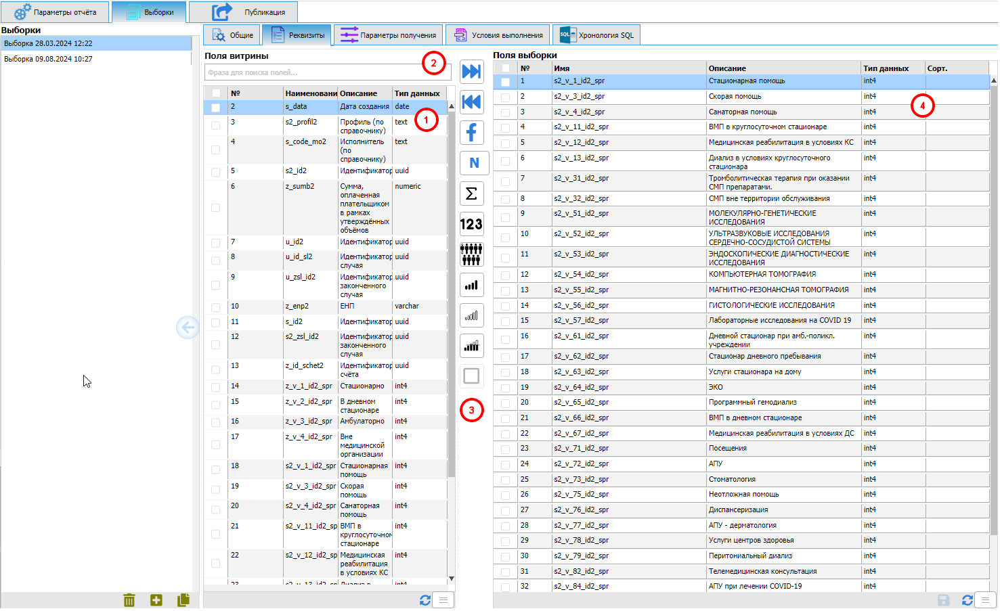 Параметры отчёта
Выборки
Публикация
Выборки
Выборка 28.03.2024 12:22
Выборка 09.08.2024 10:27
Общие
Реквизиты
Параметры получения
Условия выполнения
SQL
Хронология SQL
Поля витрины
Фраза для поиска полей...
2
№ Наименовани Описание Тип данных
2 s_data Дата создания date
1
3 s2_profil2 Профиль (по text
справочнику)
4 s_code_mo2 Исполнитель text
(по
справочнику)
5 s2_id2 Идентификатор uuid
6 z_sumb2 Сумма, numeric
оплаченная
плательщиком
в рамках
утверждённых
объёмов
7 u_id2 Идентификатор uuid
8 u_id_sl2 Идентификатор uuid
случая
9 u_zsl_id2 Идентификатор uuid
законченного
случая
10 z_enp2 ЕНП varchar
11 s_id2 Идентификатор uuid
12 s2_zsl_id2 Идентификатор uuid
законченного
случая
13 z_id_schet2 Идентификатор uuid
счёта
14 z_v_1_id2_spr Стационарно int4
15 z_v_2_id2_spr В дневном int4
стационаре
16 z_v_3_id2_spr Амбулаторно int4
17 z_v_4_id2_spr Вне int4
медицинской
организации
18 s2_v_1_id2_spr Стационарная int4
помощь
19 s2_v_3_id2_spr Скорая int4
помощь
20 s2_v_4_id2_spr Санаторная int4
помощь
21 s2_v_11_id2_sp ВМП в int4
круглосуточном
стационаре
22 s2_v_12_id2_sp Медицинская int4
реабилитация
в условиях КС
23 s2_v_13_id2_sp Диализ в int4
f
N
Σ
123
3
Поля выборки
№ Имя Описание Тип данных Сорт.
1 s2_v_1_id2_spr Стационарная помощь int4
2 s2_v_3_id2_spr Скорая помощь int4
4
3 s2_v_4_id2_spr Санаторная помощь int4
4 s2_v_11_id2_spr ВМП в круглосуточном стационаре int4
5 s2_v_12_id2_spr Медицинская реабилитация в условиях КС int4
6 s2_v_13_id2_spr Диализ в условиях круглосуточного int4
стационара
7 s2_v_31_id2_spr Тромболитическая терапия при оказании int4
СМП препаратами.
8 s2_v_32_id2_spr СМП вне территории обслуживания int4
9 s2_v_51_id2_spr МОЛЕКУЛЯРНО-ГЕНЕТИЧЕСКИЕ int4
ИССЛЕДОВАНИЯ
10 s2_v_52_id2_spr УЛЬТРАЗВУКОВЫЕ ИССЛЕДОВАНИЯ int4
СЕРДЕЧНО-СОСУДИСТОЙ СИСТЕМЫ
11 s2_v_53_id2_spr ЭНДОСКОПИЧЕСКИЕ ДИАГНОСТИЧЕСКИЕ int4
ИССЛЕДОВАНИЯ
12 s2_v_54_id2_spr КОМПЬЮТЕРНАЯ ТОМОГРАФИЯ int4
13 s2_v_55_id2_spr МАГНИТНО-РЕЗОНАНСНАЯ ТОМОГРАФИЯ int4
14 s2_v_56_id2_spr ГИСТОЛОГИЧЕСКИЕ ИССЛЕДОВАНИЯ int4
15 s2_v_57_id2_spr Лабораторные исследования на COVID 19 int4
16 s2_v_61_id2_spr Дневной стационар при амб.-поликл. int4
учреждении
17 s2_v_62_id2_spr Стационар дневного пребывания int4
18 s2_v_63_id2_spr Услуги стационара на дому int4
19 s2_v_64_id2_spr ЭКО int4
20 s2_v_65_id2_spr Программный гемодиализ int4
21 s2_v_66_id2_spr ВМП в дневном стационаре int4
22 s2_v_67_id2_spr Медицинская реабилитация в условиях ДС int4
23 s2_v_71_id2_spr Посещения int4
24 s2_v_72_id2_spr АПУ int4
25 s2_v_73_id2_spr Стоматология int4
26 s2_v_75_id2_spr Неотложная помощь int4
27 s2_v_76_id2_spr Диспансеризация int4
28 s2_v_77_id2_spr АПУ - дерматология int4
29 s2_v_78_id2_spr Услуги центров здоровья int4
30 s2_v_79_id2_spr Перитониальный диализ int4
31 s2_v_82_id2_spr Телемедицинская консультация int4
32 s2_v_84_id2_spr АПУ при лечении COVID-19 int4